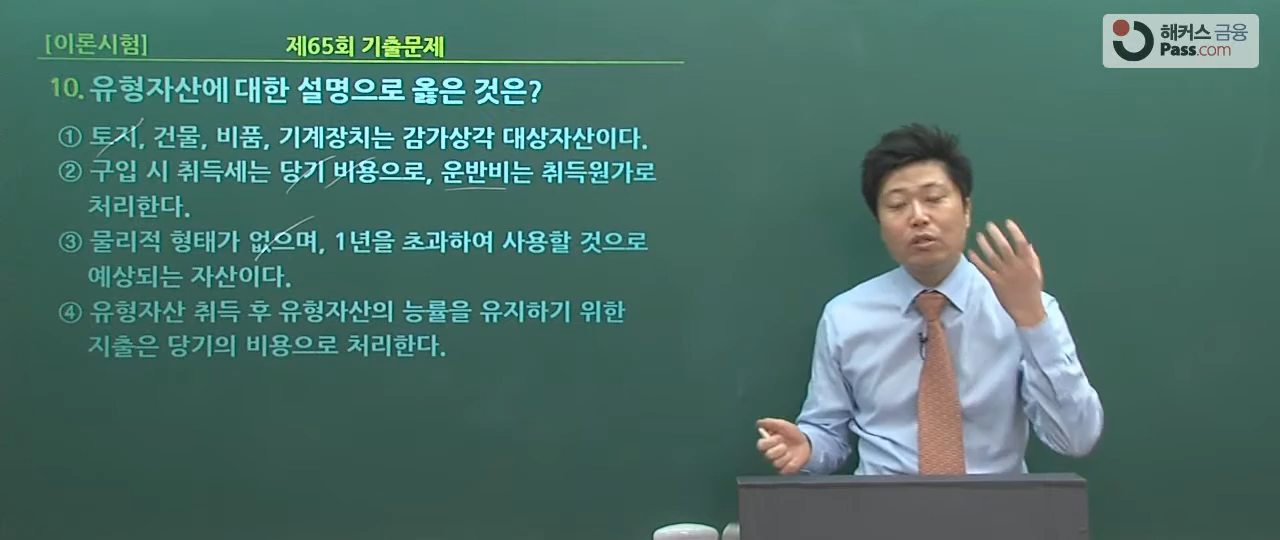 [이론시험]
제65회 기출문제
해커스 금융
Pass.com
10. 유형자산에 대한 설명으로 옳은 것은?
① 토지, 건물, 비품, 기계장치는 감가상각 대상자산이다.
② 구입 시 취득세는 당기 비용으로, 운반비는 취득원가로
처리한다.
③ 물리적 형태가 없으며, 1년을 초과하여 사용할 것으로
예상되는 자산이다.
④ 유형자산 취득 후 유형자산의 능률을 유지하기 위한
지출은 당기의 비용으로 처리한다.